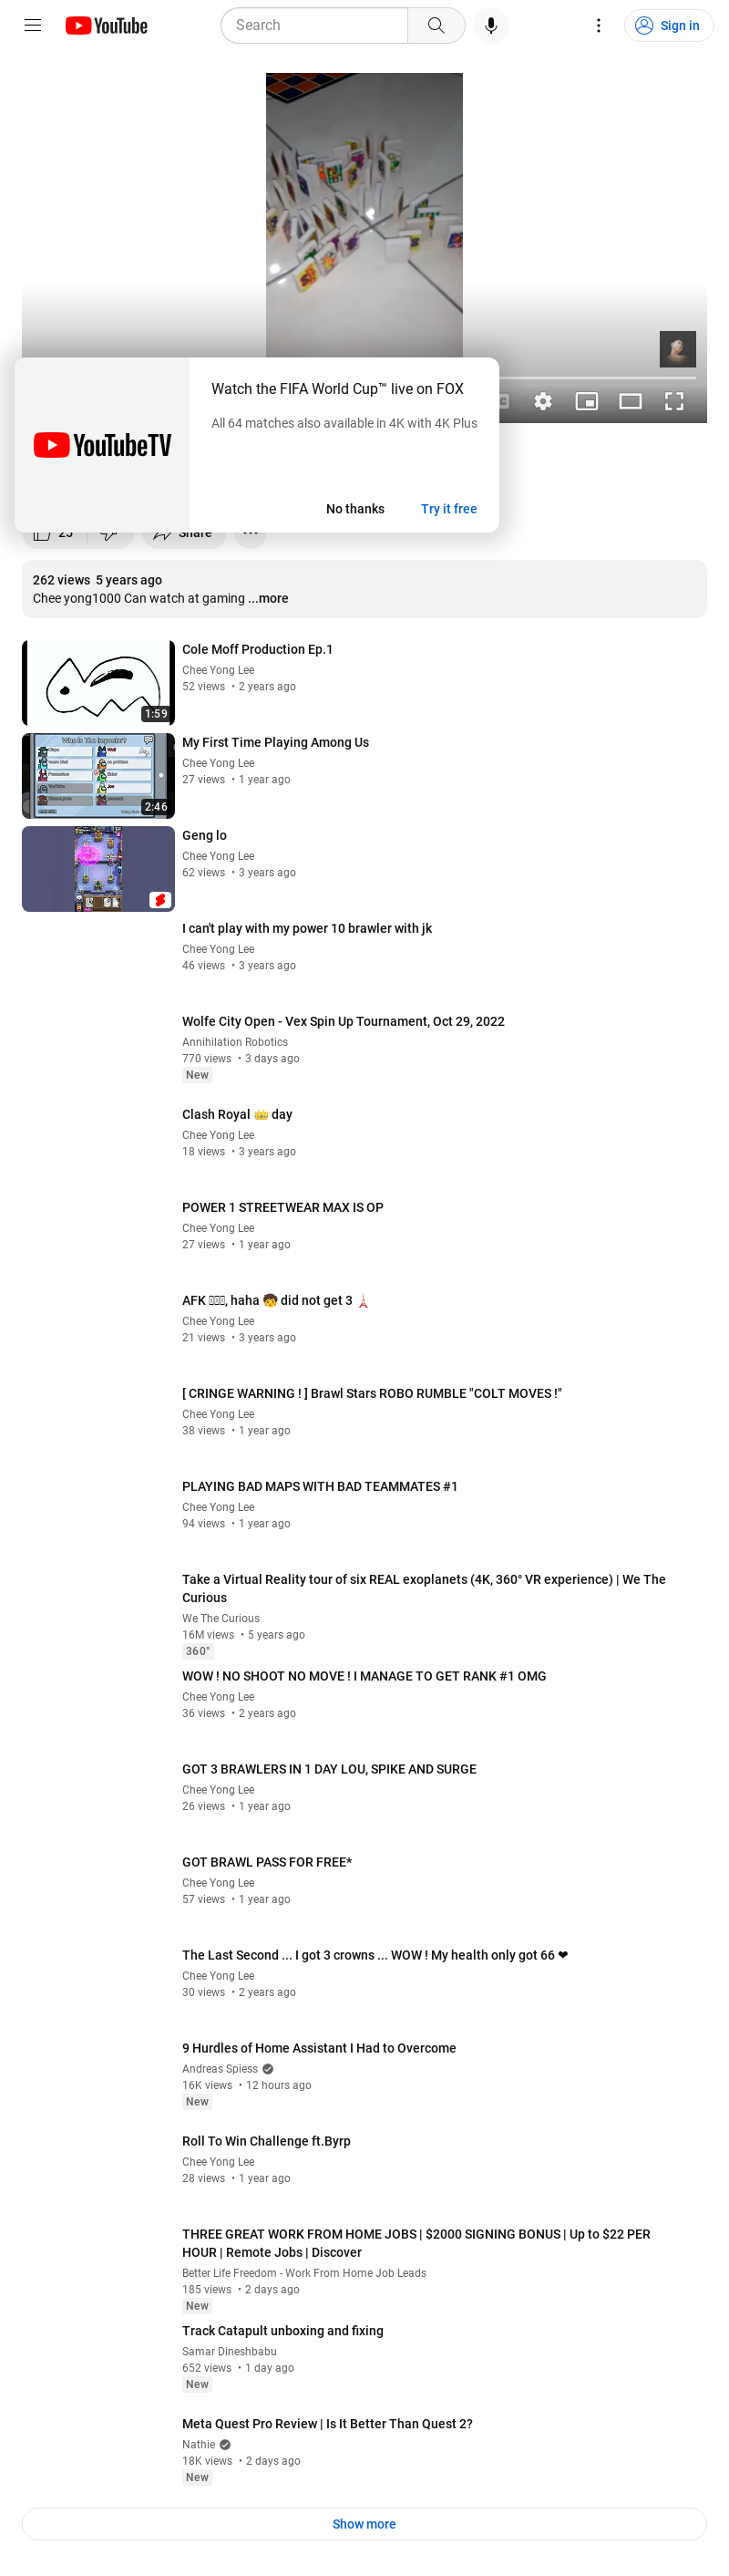 YouTube
Search
Sign in
Watch the FIFA World Cup™ live on FOX
All 64 matches also available in 4K with 4K Plus
YouTubeTV
No thanks
Try it free
25
Share
262 views 5 years ago
Chee yong1000 Can watch at gaming ...more
Cole Moff Production Ep.1
Chee Yong Lee
52 views • 2 years ago
1:59
My First Time Playing Among Us
Chee Yong Lee
27 views • 1 year ago
Who Is The Impostor?
2:46
Geng lo
Chee Yong Lee
62 views • 3 years ago
I can't play with my power 10 brawler with jk
Chee Yong Lee
46 views • 3 years ago
Wolfe City Open - Vex Spin Up Tournament, Oct 29, 2022
Annihilation Robotics
770 views • 3 days ago
New
Clash Royal 👑 day
Chee Yong Lee
18 views • 3 years ago
POWER 1 STREETWEAR MAX IS OP
Chee Yong Lee
27 views • 1 year ago
AFK , haha 🧒 did not get 3 🗼
Chee Yong Lee
21 views • 3 years ago
[ CRINGE WARNING ! ] Brawl Stars ROBO RUMBLE "COLT MOVES !"
Chee Yong Lee
38 views • 1 year ago
PLAYING BAD MAPS WITH BAD TEAMMATES #1
Chee Yong Lee
94 views • 1 year ago
Take a Virtual Reality tour of six REAL exoplanets (4K, 360° VR experience) | We The
Curious
We The Curious
16M views • 5 years ago
360°
WOW ! NO SHOOT NO MOVE ! I MANAGE TO GET RANK #1 OMG
Chee Yong Lee
36 views • 2 years ago
GOT 3 BRAWLERS IN 1 DAY LOU, SPIKE AND SURGE
Chee Yong Lee
26 views • 1 year ago
GOT BRAWL PASS FOR FREE*
Chee Yong Lee
57 views • 1 year ago
The Last Second ... I got 3 crowns ... WOW ! My health only got 66 ❤
Chee Yong Lee
30 views • 2 years ago
9 Hurdles of Home Assistant I Had to Overcome
Andreas Spiess
16K views • 12 hours ago
New
Roll To Win Challenge ft.Byrp
Chee Yong Lee
28 views • 1 year ago
THREE GREAT WORK FROM HOME JOBS | $2000 SIGNING BONUS | Up to $22 PER
HOUR | Remote Jobs | Discover
Better Life Freedom - Work From Home Job Leads
185 views • 2 days ago
New
Track Catapult unboxing and fixing
Samar Dineshbabu
652 views • 1 day ago
New
Meta Quest Pro Review | Is It Better Than Quest 2?
Nathie
18K views • 2 days ago
New
Show more